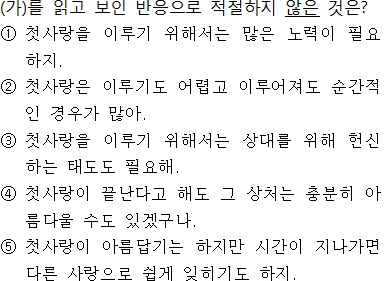 (가)를 읽고 보인 반응으로 적절하지 않은 것은?
① 첫사랑을 이루기 위해서는 많은 노력이 필요
하지.
② 첫사랑은 이루기도 어렵고 이루어져도 순간적
인 경우가 많아.
③ 첫사랑을 이루기 위해서는 상대를 위해 헌신
하는 태도도 필요해.
④ 첫사랑이 끝난다고 해도 그 상처는 충분히 아
름다울 수도 있겠구나.
⑤ 첫사랑이 아름답기는 하지만 시간이 지나가면
다른 사랑으로 쉽게 잊히기도 하지.